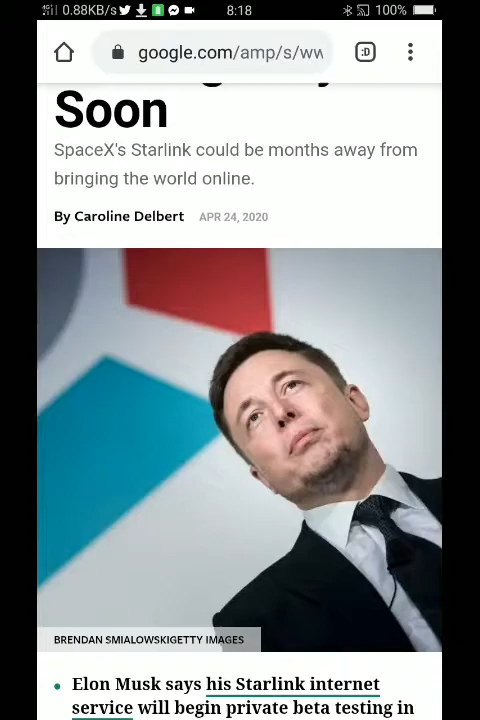 0.88KB/s 8:18 100%
google.com/amp/s/ww
:D
Soon
SpaceX's Starlink could be months away from
bringing the world online.
By Caroline Delbert APR 24, 2020
BRENDAN SMIALOWSKIGETTY IMAGES
• Elon Musk says his Starlink internet
service will begin private beta testing in